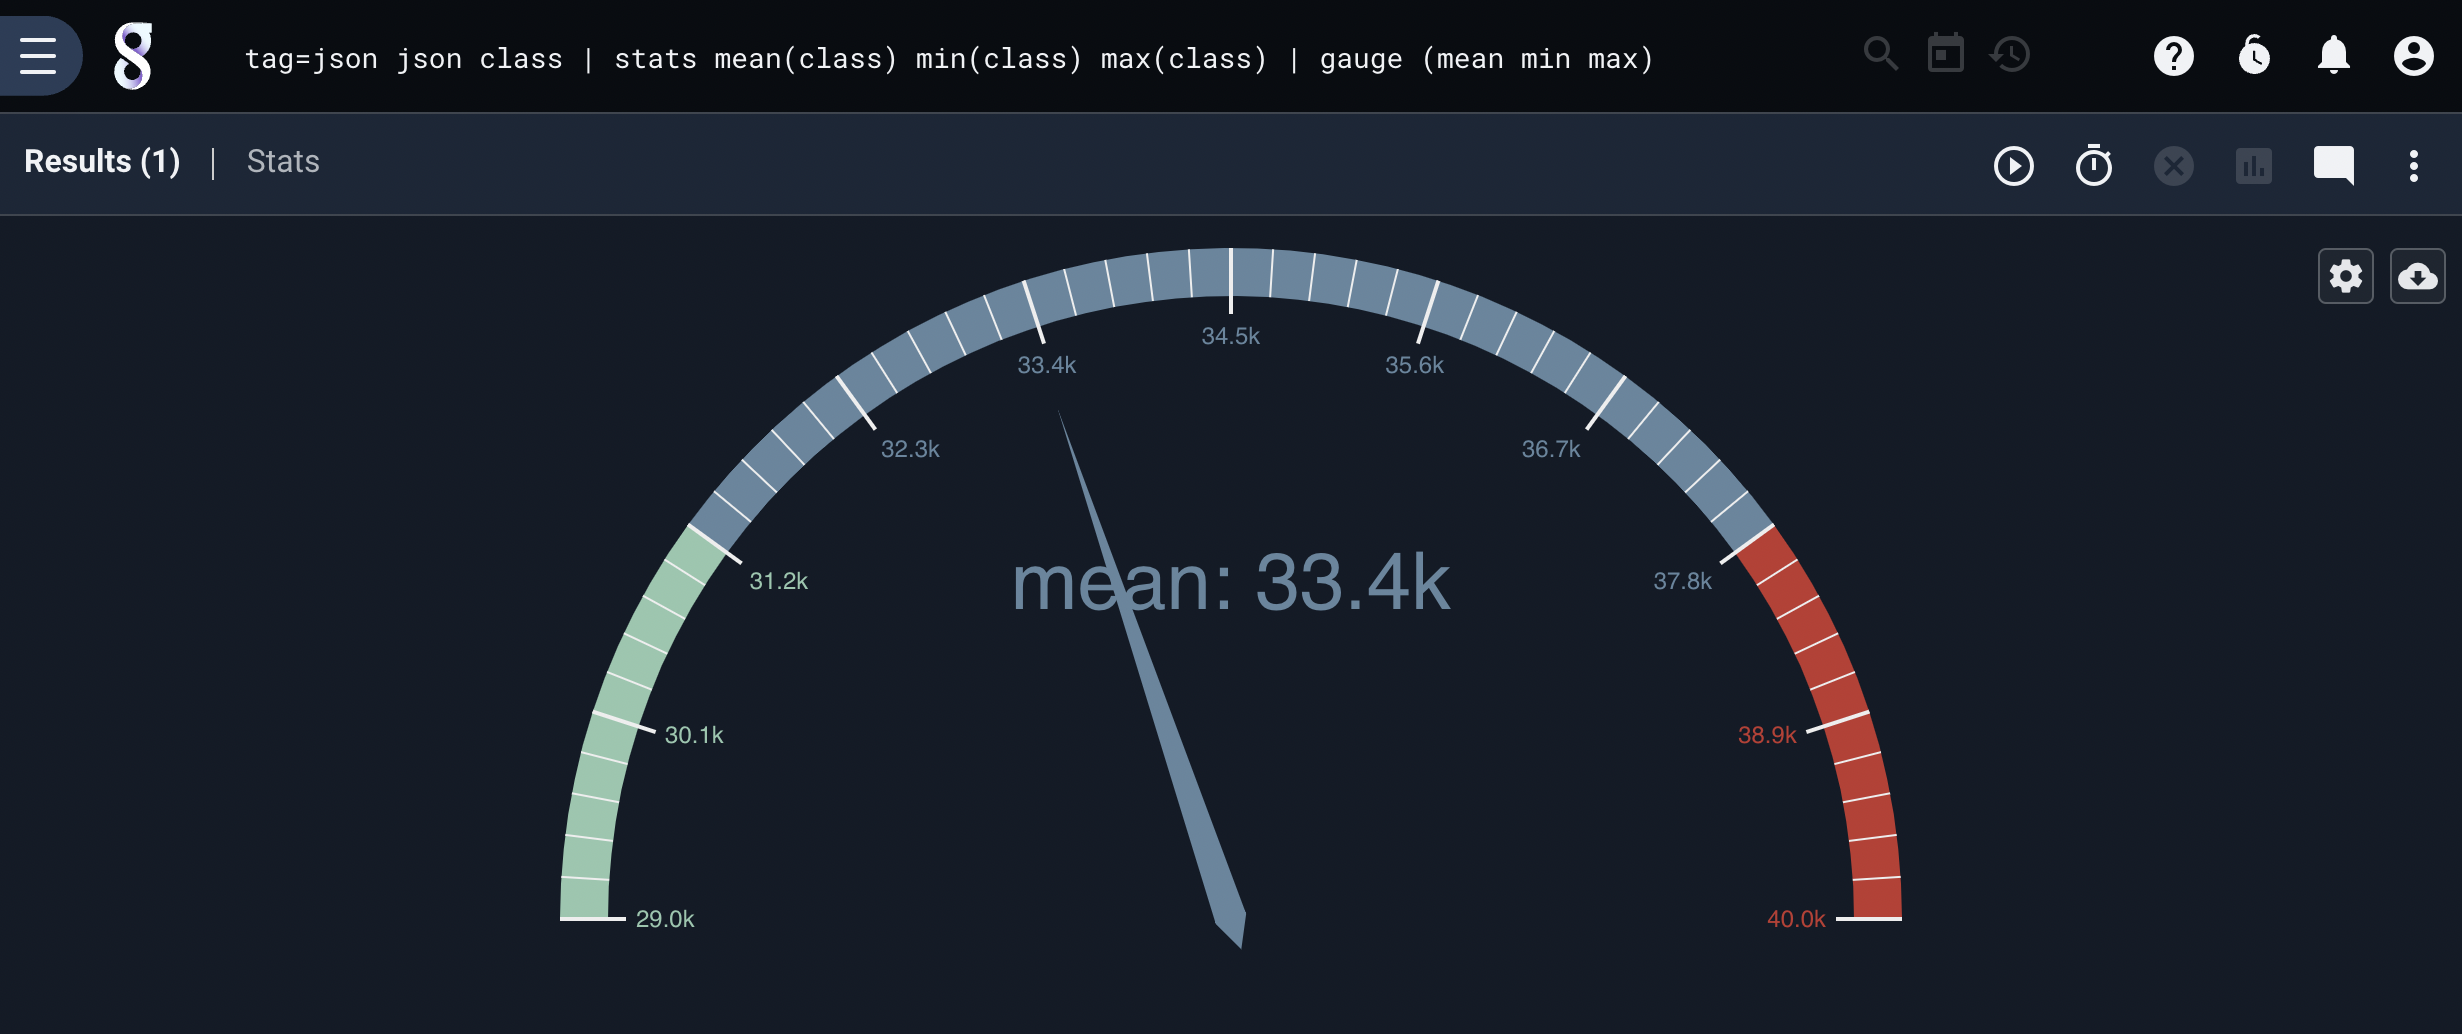 tag=json json class | stats mean(class) min(class) max(class) | gauge (mean min max)
Results (1) | Stats
34.5k
33.4k
35.6k
32.3k
36.7k
31.2k
mean: 33.4k
37.8k
30.1k
38.9k
29.0k
40.0k